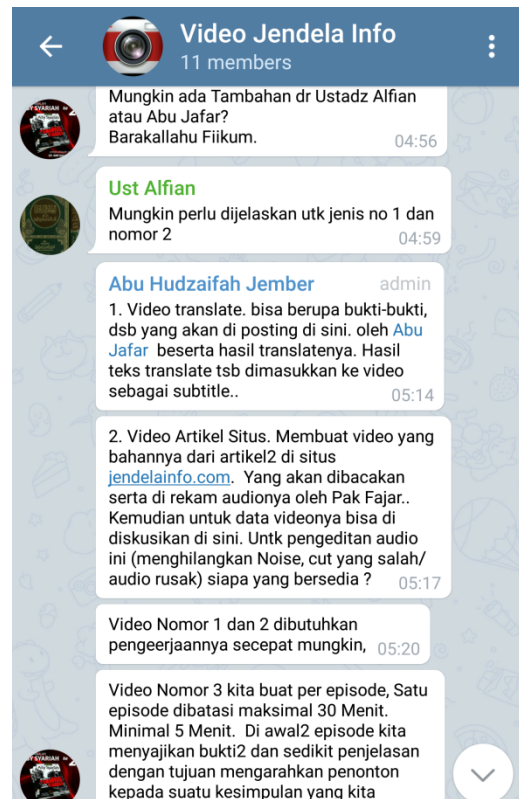 Video Jendela Info
11 members
Mungkin ada Tambahan dr Ustadz Alfian
atau Abu Jafar?
Barakallahu Fiikum.
04:56
Ust Alfian
Mungkin perlu dijelaskan utk jenis no 1 dan
nomor 2
04:59
Abu Hudzaifah Jember admin
1. Video translate. bisa berupa bukti-bukti,
dsb yang akan di posting di sini. oleh Abu
Jafar beserta hasil translatenya. Hasil
teks translate tsb dimasukkan ke video
sebagai subtitle..
05:14
2. Video Artikel Situs. Membuat video yang
bahannya dari artikel2 di situs
jendelainfo.com. Yang akan dibacakan
serta di rekam audionya oleh Pak Fajar..
Kemudian untuk data videonya bisa di
diskusikan di sini. Untk pengeditan audio
ini (menghilangkan Noise, cut yang salah/
audio rusak) siapa yang bersedia ?
05:17
Video Nomor 1 dan 2 dibutuhkan
pengeerjaannya secepat mungkin,
05:20
Video Nomor 3 kita buat per episode, Satu
episode dibatasi maksimal 30 Menit.
Minimal 5 Menit. Di awal2 episode kita
menyajikan bukti2 dan sedikit penjelasan
dengan tujuan mengarahkan penonton
kepada suatu kesimpulan yang kita